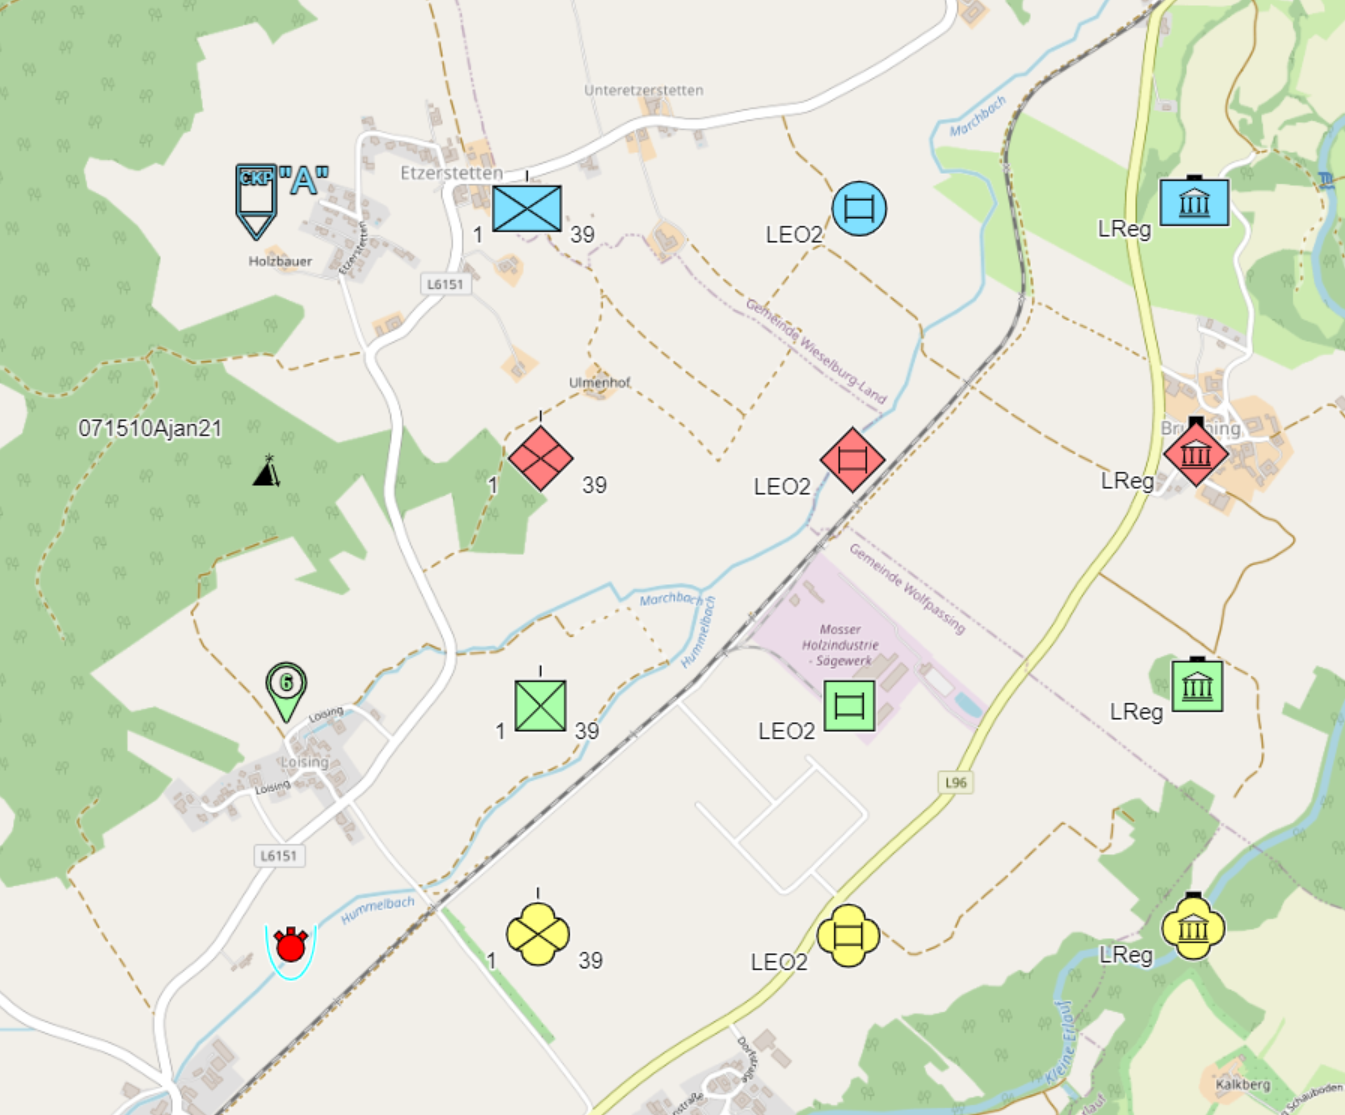 Unteretzerstetten
Marchbach
Etzerstetten
CKP "A"
1 39
LEO2
LReg
Holzbauer
Etzerstetten
L6151
Gemeinde Wieselburg-Land
Ulmenhof
071510Ajan21
1 39
LEO2
LReg
Gemeinde Wolfpassing
Marchbach
Hummelbach
Mosser
Holzindustrie
- Sägewerk
6
Loising
1 39
LEO2
LReg
Loising
Loising
L96
L6151
Hummelbach
1 39
LEO2
LReg
Kleine Erlauf
Dorfstraße
Kalkberg